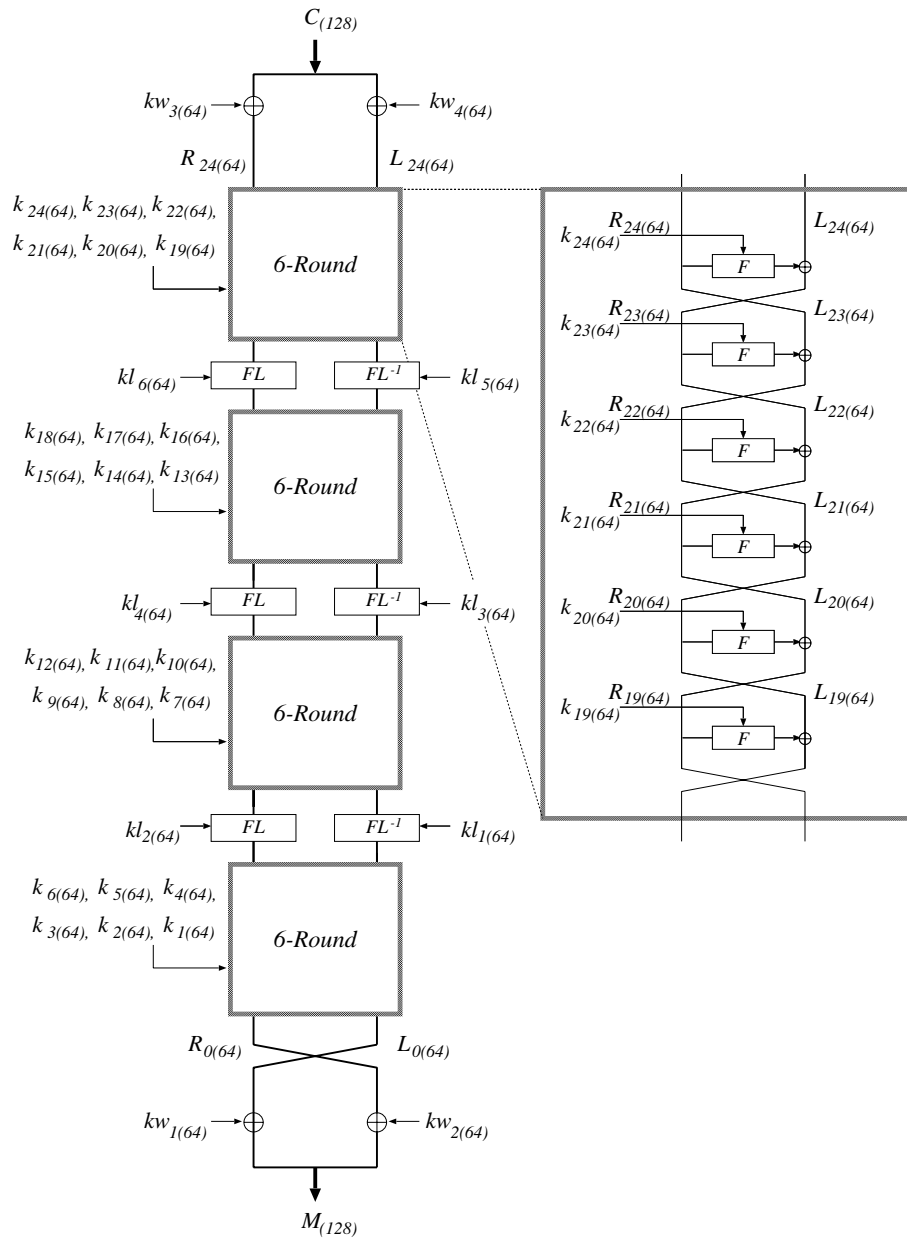 C(128)
kw3(64)
kw4(64)
R24(64)
L24(64)
k24(64), k23(64), k22(64),
k21(64), k20(64), k19(64)
6-Round
kl6(64)
FL
FL-1
kl5(64)
k18(64), k17(64), k16(64),
k15(64), k14(64), k13(64)
6-Round
kl4(64)
FL
FL-1
kl3(64)
k12(64), k11(64), k10(64),
k9(64), k8(64), k7(64)
6-Round
kl2(64)
FL
FL-1
kl1(64)
k6(64), k5(64), k4(64),
k3(64), k2(64), k1(64)
6-Round
R0(64)
L0(64)
kw1(64)
kw2(64)
M(128)
R24(64)
L24(64)
k24(64)
F
R23(64)
L23(64)
k23(64)
F
R22(64)
L22(64)
k22(64)
F
R21(64)
L21(64)
k21(64)
F
R20(64)
L20(64)
k20(64)
F
R19(64)
L19(64)
k19(64)
F